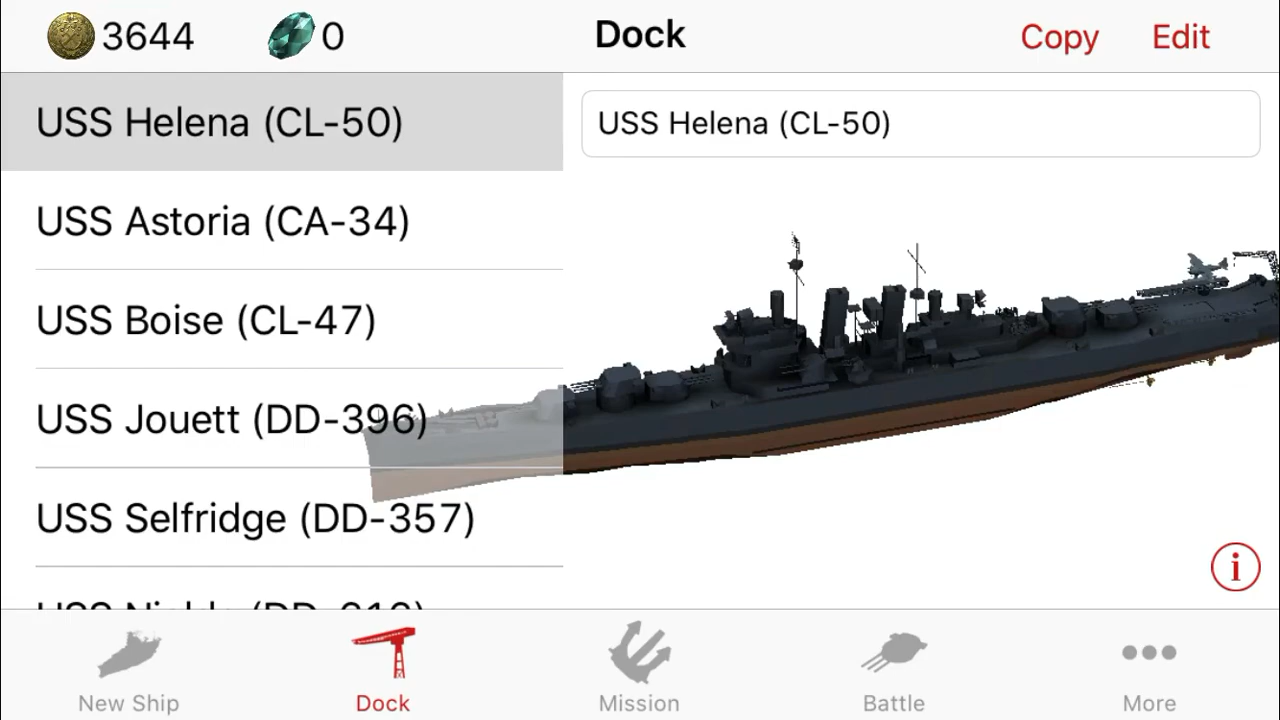 3644
0
Dock
Copy
Edit
USS Helena (CL-50)
USS Helena (CL-50)
USS Astoria (CA-34)
USS Boise (CL-47)
USS Jouett (DD-396)
USS Selfridge (DD-357)
i
New Ship
Dock
Mission
Battle
More